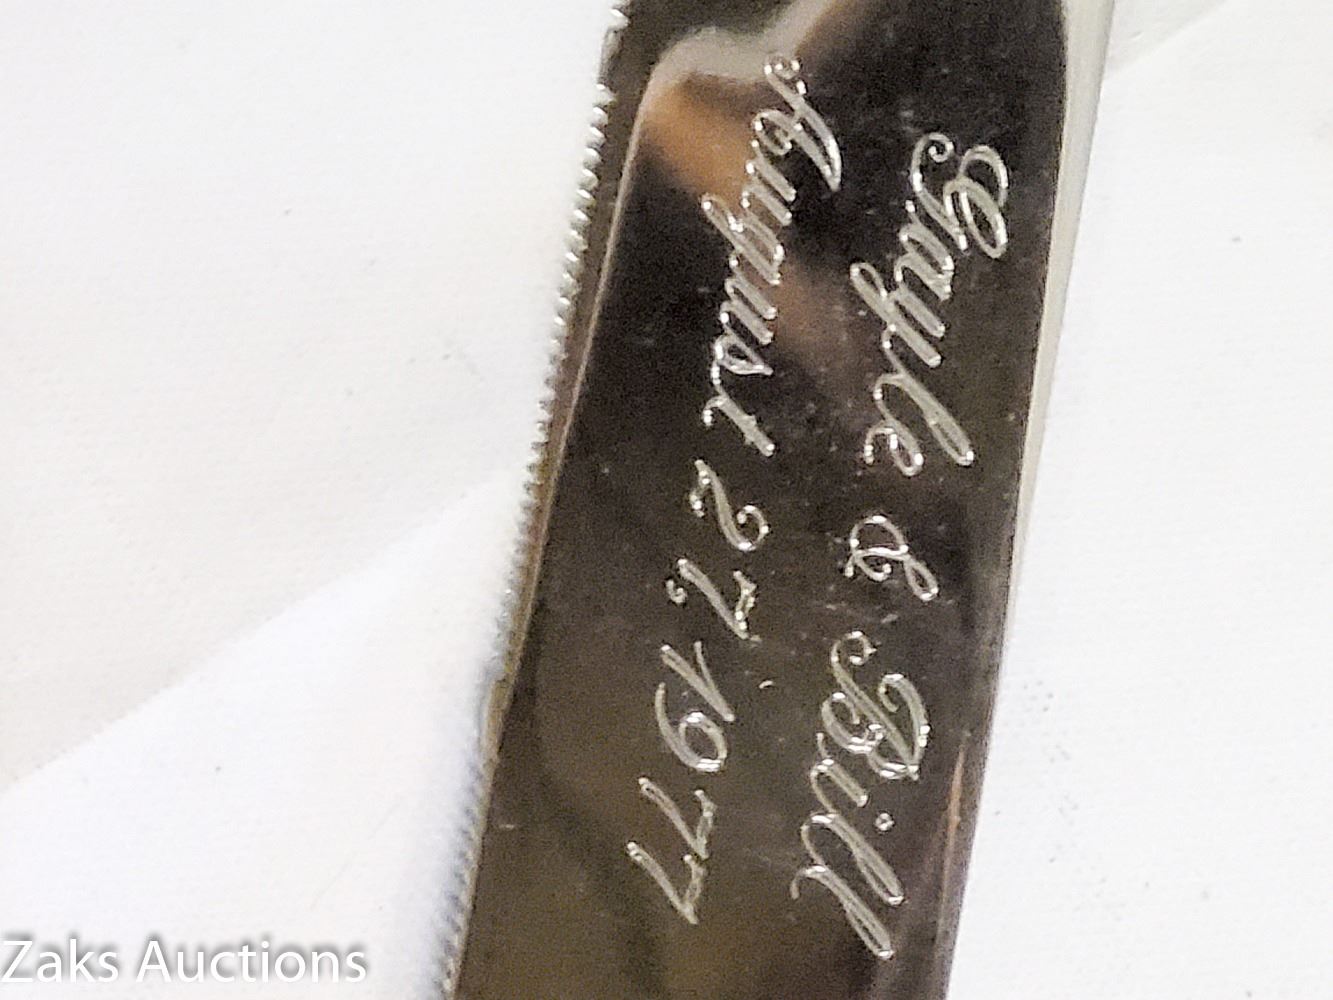 Gayle & Bill
August 27, 1977
Zaks Auctions